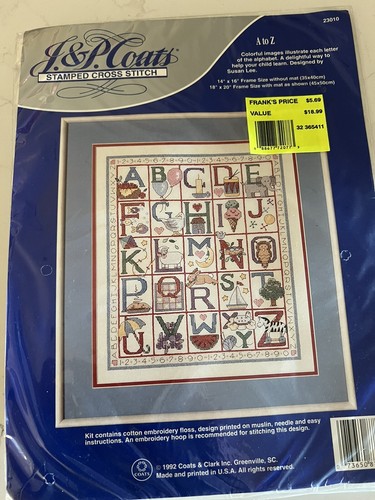 23010
J.&P. Coats®
STAMPED CROSS STITCH
A to Z
Colorful images illustrate each letter
of the alphabet. A delightful way to
help your child learn. Designed by
Susan Lee.
14" x 16" Frame Size without mat (35x40cm)
18" x 20" Frame Size with mat as shown (45x50cm)
FRANK'S PRICE $5.69
VALUE $18.99
32 365411
A B C D E
F G H I J
K L M N O
P Q R S T
U V W X Y Z
Kit contains cotton embroidery floss, design printed on muslin, needle and easy
instructions. An embroidery hoop is recommended for stitching this design.
COATS
© 1992 Coats & Clark Inc. Greenville, SC.
Made in U.S.A. All rights reserved.
73650